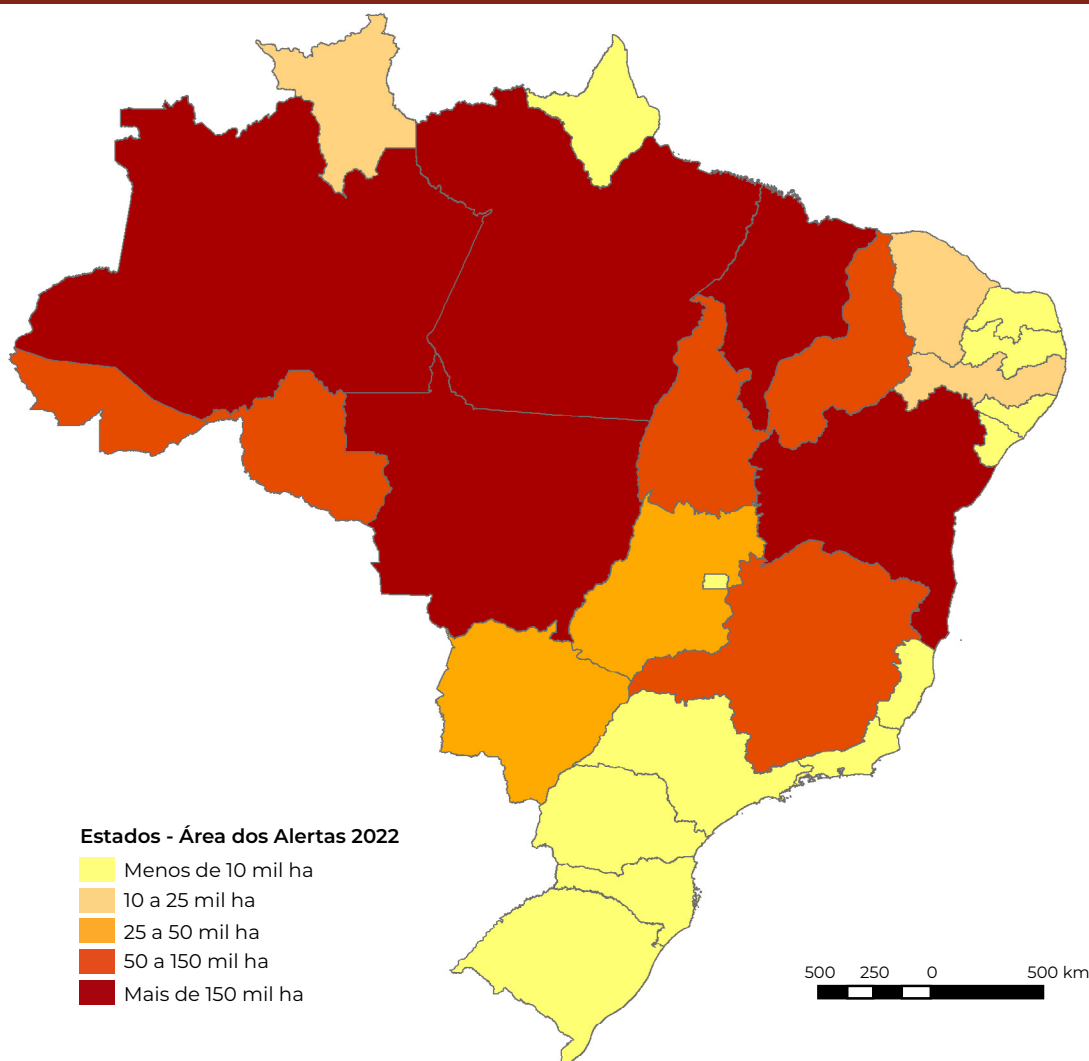 Estados - Área dos Alertas 2022
Menos de 10 mil ha
10 a 25 mil ha
25 a 50 mil ha
50 a 150 mil ha
Mais de 150 mil ha
500 250 0 500 km